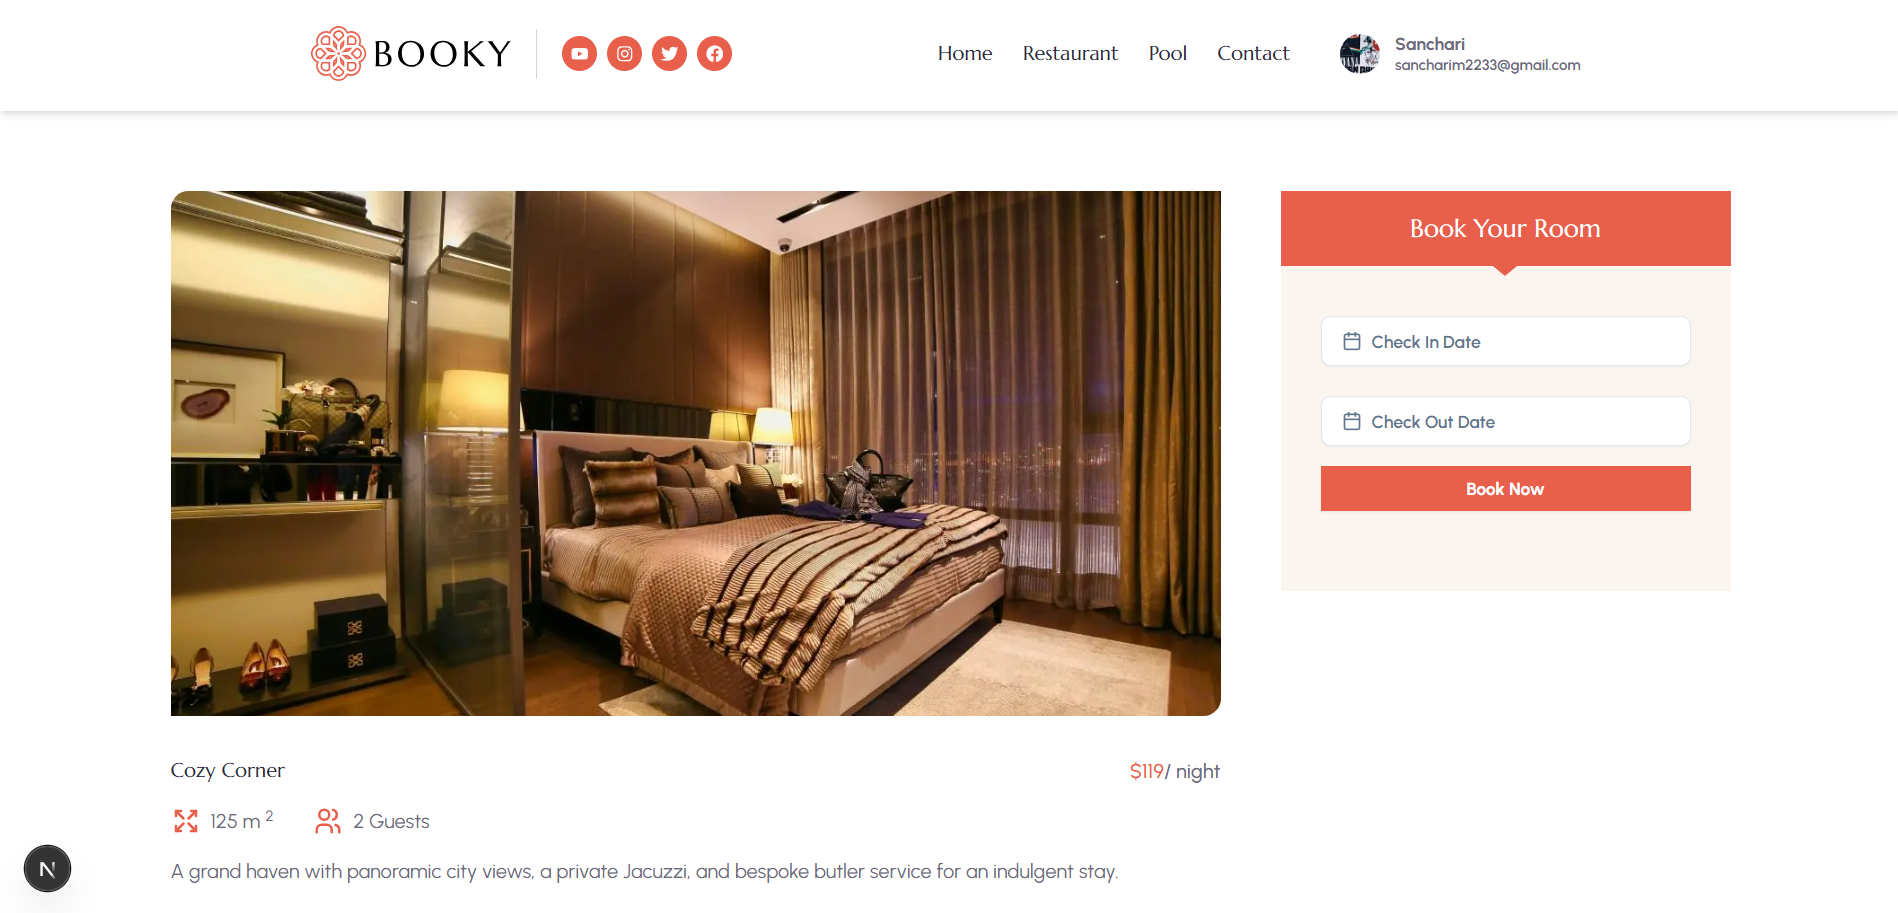 BOOKY
Home Restaurant Pool Contact
Sanchari
sancharim2233@gmail.com
Book Your Room
Check In Date
Check Out Date
Book Now
Cozy Corner
$119/ night
125 m 2
2 Guests
A grand haven with panoramic city views, a private Jacuzzi, and bespoke butler service for an indulgent stay.
N